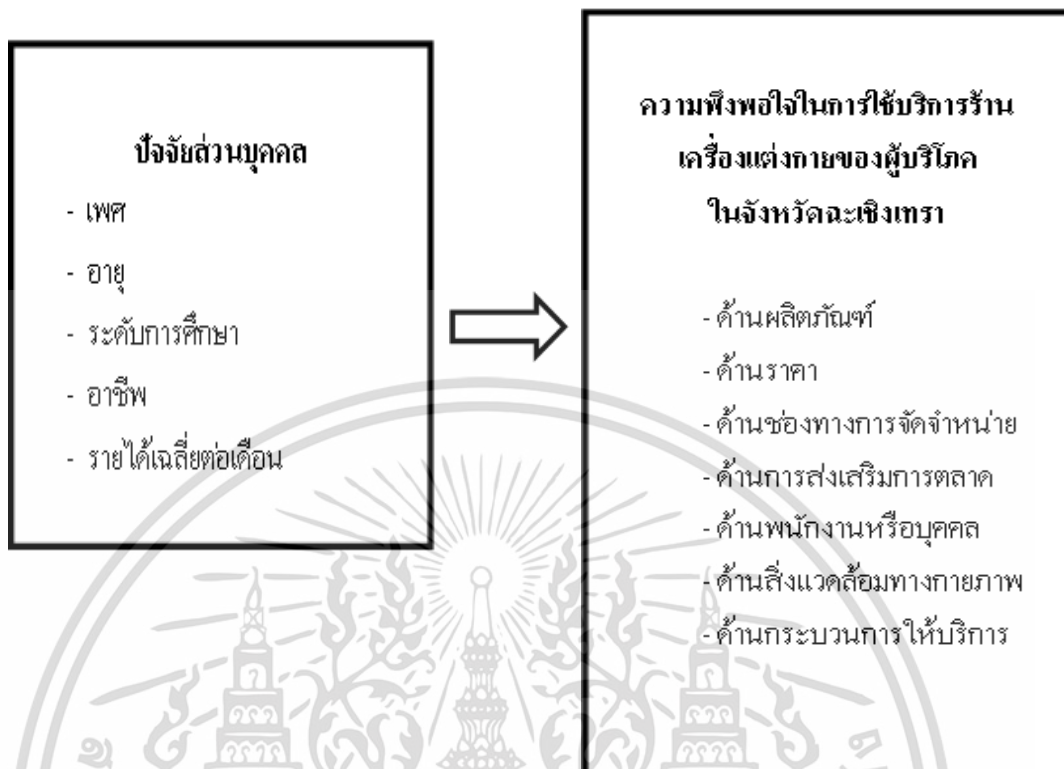 ปัจจัยส่วนบุคคล
- เพศ
- อายุ
- ระดับการศึกษา
- อาชีพ
- รายได้เฉลี่ยต่อเดือน
ความพึงพอใจในการใช้บริการร้าน
เครื่องแต่งกายของผู้บริโภค
ในจังหวัดฉะเชิงเทรา
- ด้านผลิตภัณฑ์
- ด้านราคา
- ด้านช่องทางการจัดจำหน่าย
- ด้านการส่งเสริมการตลาด
- ด้านพนักงานหรือบุคคล
- ด้านสิ่งแวดล้อมทางกายภาพ
- ด้านกระบวนการให้บริการ